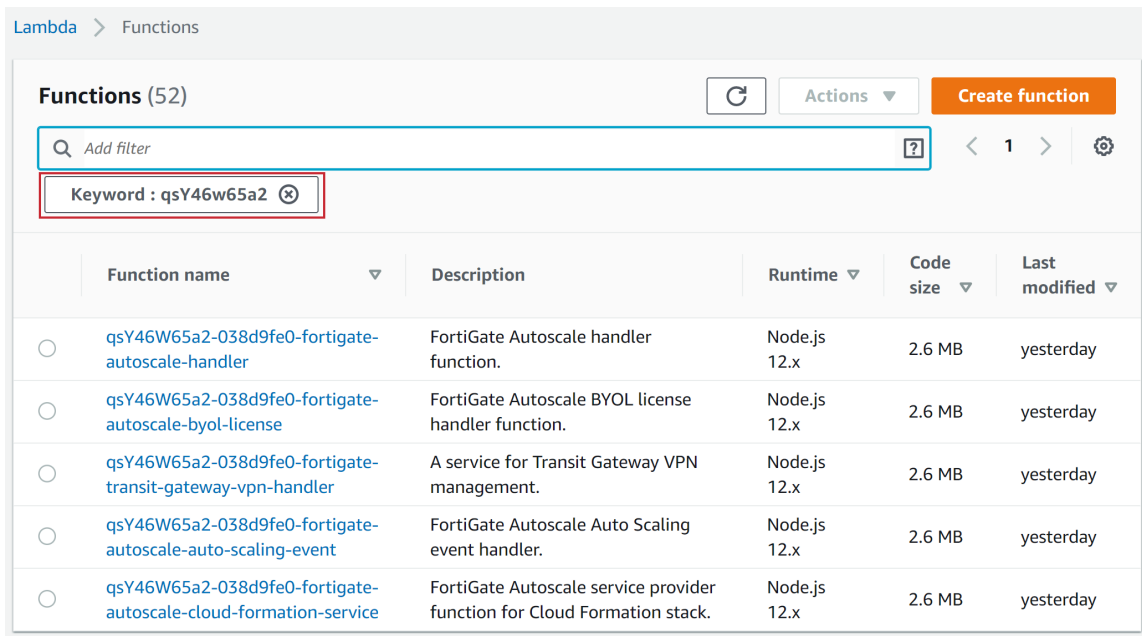 Lambda > Functions
Functions (52)
Actions
Create function
Add filter
?
1
Keyword : qsY46w65a2
Function name
Description
Runtime
Code
size
Last
modified
qsY46W65a2-038d9fe0-fortigate-
autoscale-handler
FortiGate Autoscale handler
function.
Node.js
12.x
2.6 MB
yesterday
qsY46W65a2-038d9fe0-fortigate-
autoscale-byol-license
FortiGate Autoscale BYOL license
handler function.
Node.js
12.x
2.6 MB
yesterday
qsY46W65a2-038d9fe0-fortigate-
transit-gateway-vpn-handler
A service for Transit Gateway VPN
management.
Node.js
12.x
2.6 MB
yesterday
qsY46W65a2-038d9fe0-fortigate-
autoscale-auto-scaling-event
FortiGate Autoscale Auto Scaling
event handler.
Node.js
12.x
2.6 MB
yesterday
qsY46W65a2-038d9fe0-fortigate-
autoscale-cloud-formation-service
FortiGate Autoscale service provider
function for Cloud Formation stack.
Node.js
12.x
2.6 MB
yesterday